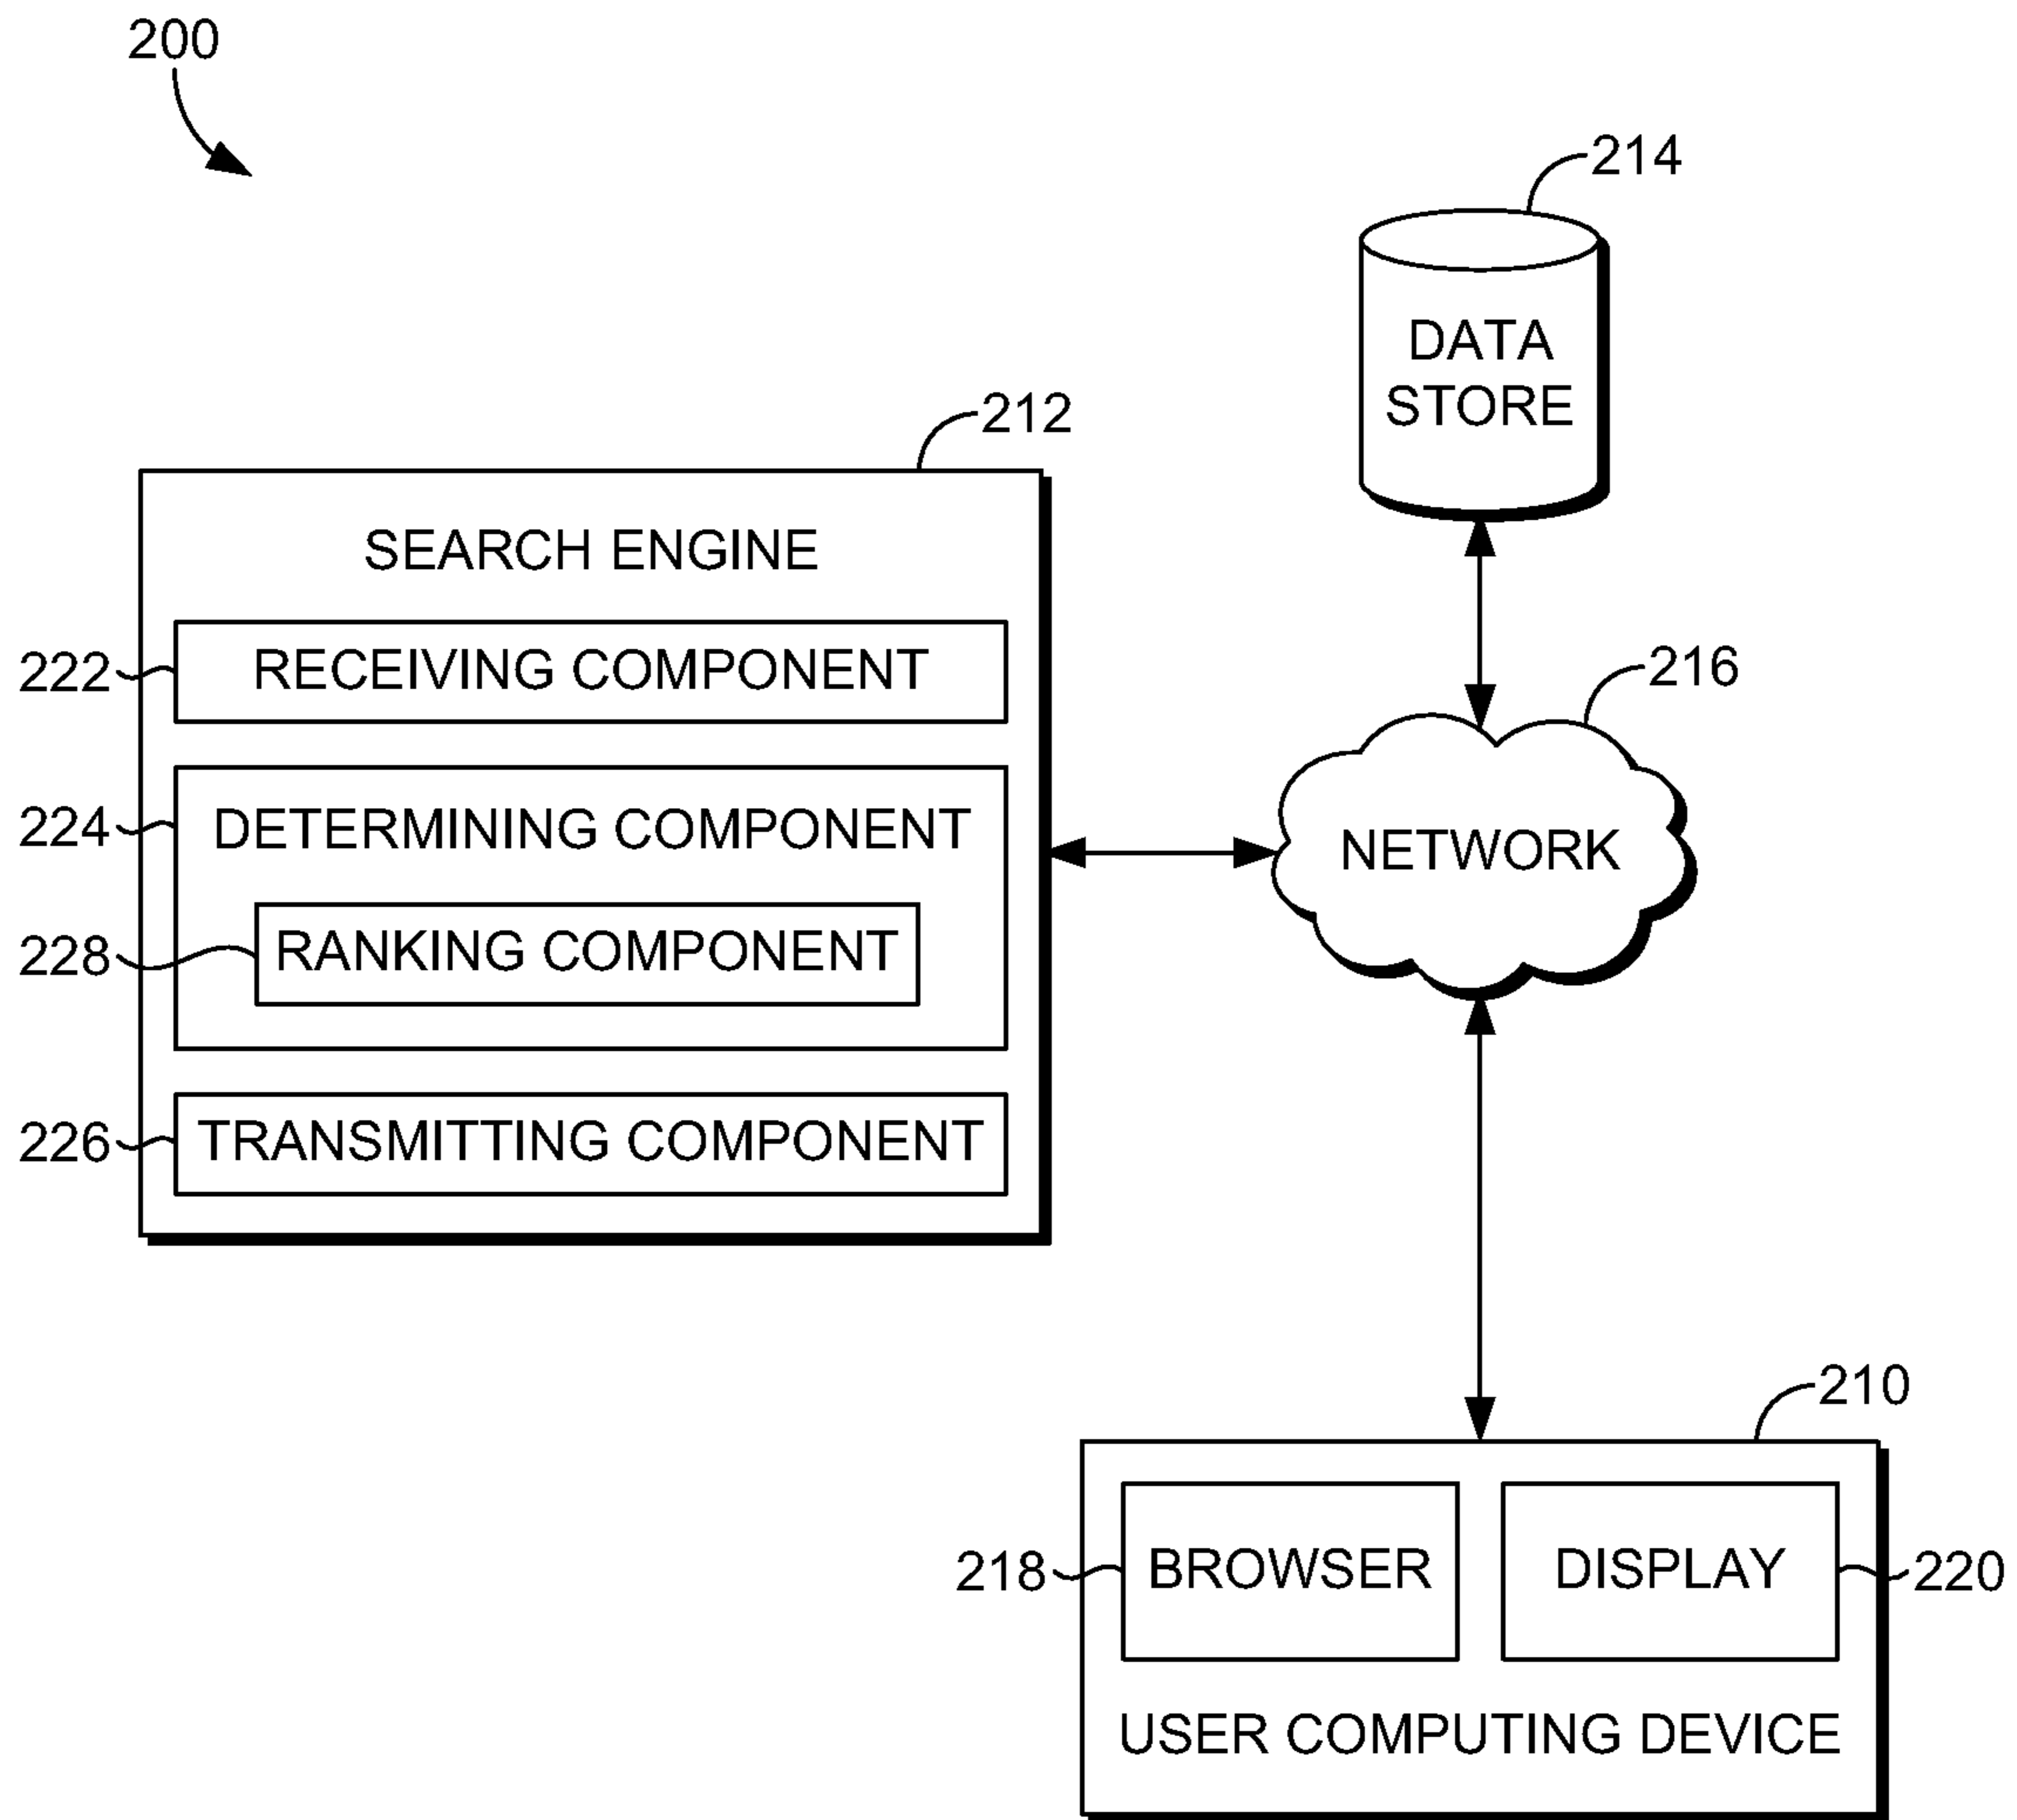 200
214
DATA
STORE
212
SEARCH ENGINE
222
RECEIVING COMPONENT
216
224
DETERMINING COMPONENT
NETWORK
228
RANKING COMPONENT
226
TRANSMITTING COMPONENT
210
218
BROWSER
DISPLAY
220
USER COMPUTING DEVICE